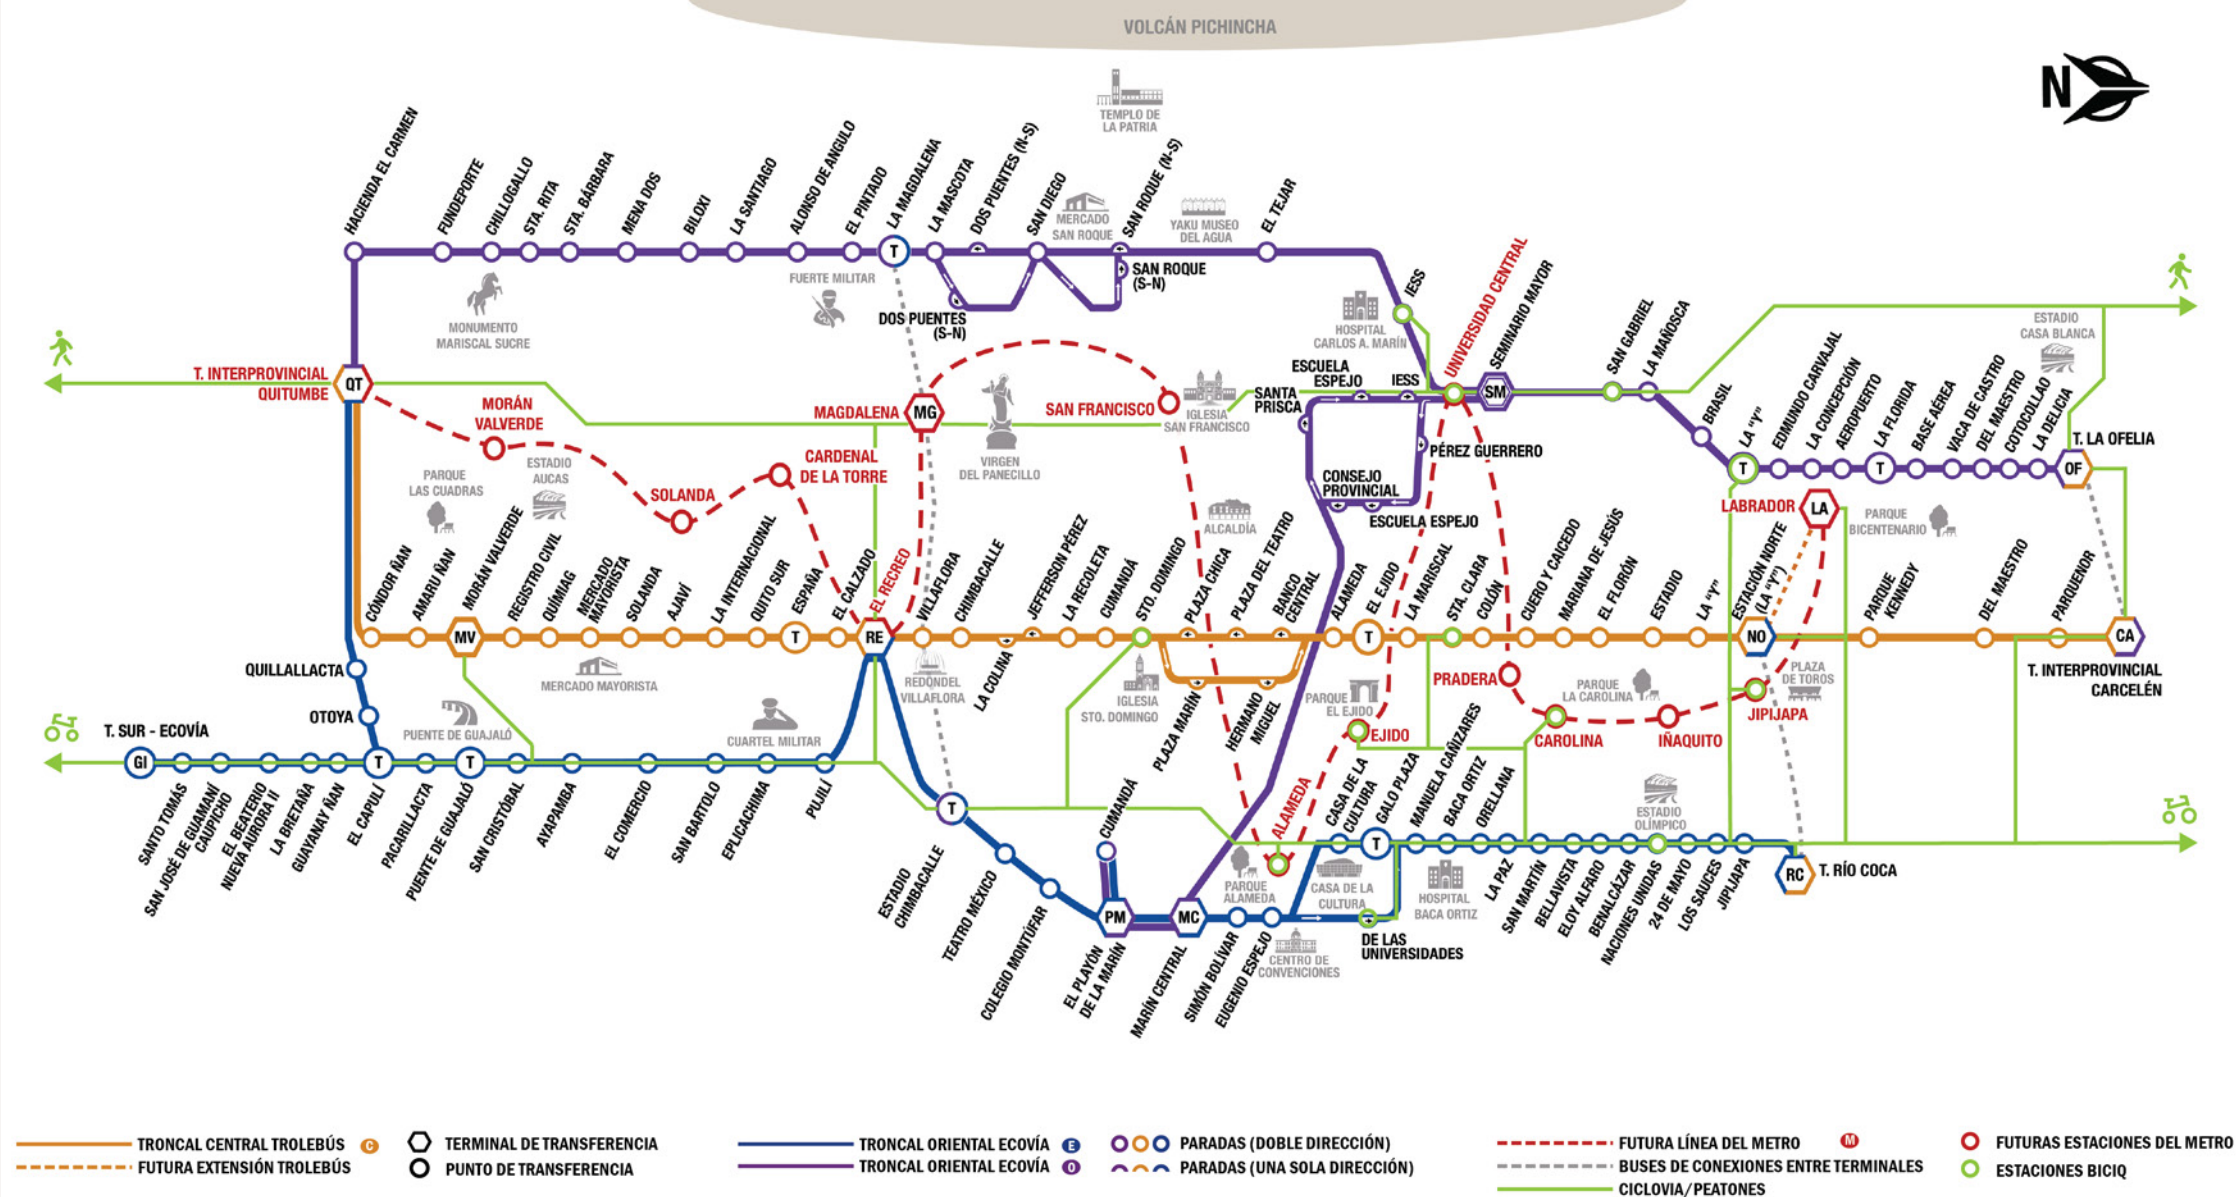 VOLCÁN PICHINCHA
N
TEMPLO DE
LA PATRIA
HACIENDA EL CARMEN
FUNDEPORTE
CHILLOGALLO
STA. RITA
STA. BÁRBARA
MENA DOS
BILOXI
LA SANTIAGO
ALONSO DE ANGULO
EL PINTADO
LA MAGDALENA
LA MASCOTA
DOS PUENTES (N-S)
SAN DIEGO
SAN ROQUE (N-S)
EL TEJAR
T
MERCADO
SAN ROQUE
YAKU MUSEO
DEL AGUA
SAN ROQUE
(S-N)
DOS PUENTES
(S-N)
MONUMENTO
MARISCAL SUCRE
FUERTE MILITAR
HOSPITAL
CARLOS A. MARÍN
IESS
UNIVERSIDAD CENTRAL
SEMINARIO MAYOR
SAN GABRIEL
LA MAÑOSCA
BRASIL
LA "Y"
EDMUNDO CARVAJAL
LA CONCEPCIÓN
AEROPUERTO
LA FLORIDA
BASE AÉREA
VACA DE CASTRO
DEL MAESTRO
COTOCOLLAO
LA DELICIA
ESTADIO
CASA BLANCA
T. LA OFELIA
T. INTERPROVINCIAL
QUITUMBE
QT
MORÁN
VALVERDE
MAGDALENA
MG
SAN FRANCISCO
IGLESIA
SAN FRANCISCO
SANTA
PRISCA
ESCUELA
ESPEJO
IESS
SM
PÉREZ GUERRERO
CONSEJO
PROVINCIAL
ESCUELA ESPEJO
T
T
OF
LABRADOR
LA
PARQUE
BICENTENARIO
PARQUE
LAS CUADRAS
ESTADIO
AUCAS
SOLANDA
CARDENAL
DE LA TORRE
VIRGEN
DEL PANECILLO
ALCALDÍA
CÓNDOR ÑAN
AMARU ÑAN
MORÁN VALVERDE
REGISTRO CIVIL
QUÍMIAG
MERCADO
MAYORISTA
SOLANDA
AJAVÍ
LA INTERNACIONAL
QUITO SUR
ESPAÑA
EL CALZADO
EL RECREO
VILLAFLORA
CHIMBACALLE
JEFFERSON PÉREZ
LA RECOLETA
CUMANDÁ
STO. DOMINGO
PLAZA CHICA
PLAZA DEL TEATRO
BANCO
CENTRAL
ALAMEDA
EL EJIDO
LA MARISCAL
STA. CLARA
COLÓN
CUERO Y CAICEDO
MARIANA DE JESÚS
EL FLORÓN
ESTADIO
LA "Y"
ESTACIÓN NORTE
(LA "Y")
PARQUE
KENNEDY
DEL MAESTRO
PARQUENOR
MV
T
RE
T
NO
CA
QUILLALLACTA
OTOYA
MERCADO MAYORISTA
REDONDEL
VILLAFLORA
LA COLINA
IGLESIA
STO. DOMINGO
PLAZA MARÍN
HERMANO
MIGUEL
PARQUE
EL EJIDO
EJIDO
PRADERA
CAROLINA
PARQUE
LA CAROLINA
IÑAQUITO
JIPIJAPA
PLAZA
DE TOROS
T. INTERPROVINCIAL
CARCELÉN
T. SUR - ECOVÍA
PUENTE DE GUAJALÓ
CUARTEL MILITAR
GI
T
T
SANTO TOMÁS
SAN JOSÉ DE GUAMANÍ
CAUPICHO
EL BEATERIO
NUEVA AURORA II
LA BRETAÑA
GUAYANAY ÑAN
EL CAPULÍ
PACARILLACTA
PUENTE DE GUAJALÓ
SAN CRISTÓBAL
AYAPAMBA
EL COMERCIO
SAN BARTOLO
EPLICACHIMA
PUJILÍ
T
ESTADIO
CHIMBACALLE
TEATRO MÉXICO
COLEGIO MONTÚFAR
CUMANDÁ
PM
EL PLAYÓN
DE LA MARÍN
MC
MARÍN CENTRAL
SIMÓN BOLÍVAR
EUGENIO ESPEJO
ALAMEDA
PARQUE
ALAMEDA
CASA DE LA
CULTURA
GALO PLAZA
MANUELA CAÑIZARES
BACA ORTIZ
ORELLANA
T
CASA DE LA
CULTURA
HOSPITAL
BACA ORTIZ
CENTRO DE
CONVENCIONES
DE LAS
UNIVERSIDADES
LA PAZ
SAN MARTÍN
BELLAVISTA
ELOY ALFARO
BENALCÁZAR
NACIONES UNIDAS
24 DE MAYO
LOS SAUCES
JIPIJAPA
ESTADIO
OLÍMPICO
RC
T. RÍO COCA
TRONCAL CENTRAL TROLEBÚS C
FUTURA EXTENSIÓN TROLEBÚS
TERMINAL DE TRANSFERENCIA
PUNTO DE TRANSFERENCIA
TRONCAL ORIENTAL ECOVÍA E
TRONCAL ORIENTAL ECOVÍA O
PARADAS (DOBLE DIRECCIÓN)
PARADAS (UNA SOLA DIRECCIÓN)
FUTURA LÍNEA DEL METRO M
BUSES DE CONEXIONES ENTRE TERMINALES
CICLOVIA/PEATONES
FUTURAS ESTACIONES DEL METRO
ESTACIONES BICIQ